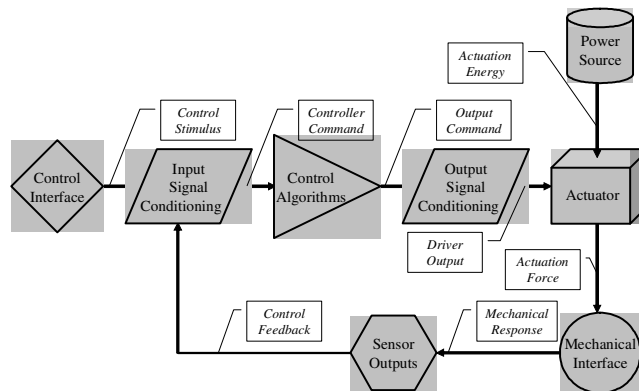 Power
Source
Actuation
Energy
Control
Stimulus
Controller
Command
Output
Command
Control
Interface
Input
Signal
Conditioning
Control
Algorithms
Output
Signal
Conditioning
Actuator
Driver
Output
Actuation
Force
Control
Feedback
Mechanical
Response
Sensor
Outputs
Mechanical
Interface